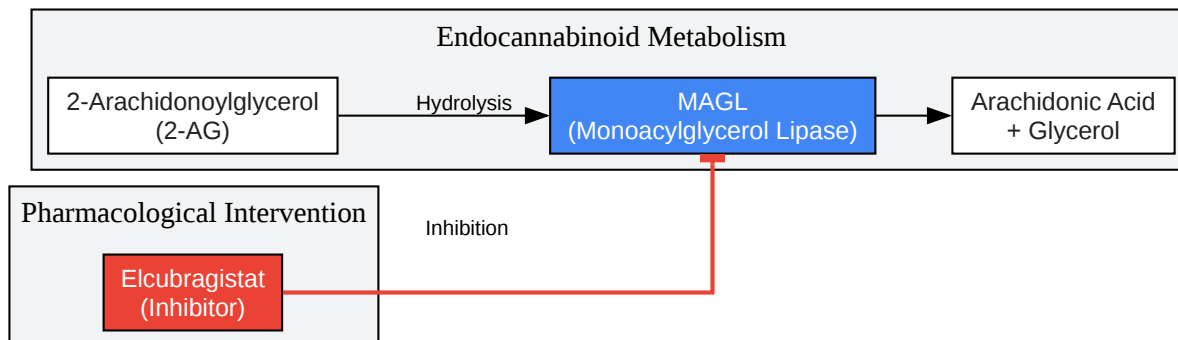 Endocannabinoid Metabolism
2-Arachidonoylglycerol
(2-AG)
Hydrolysis
MAGL
(Monoacylglycerol Lipase)
Arachidonic Acid
+ Glycerol
Pharmacological Intervention
Inhibition
Elcubragistat
(Inhibitor)